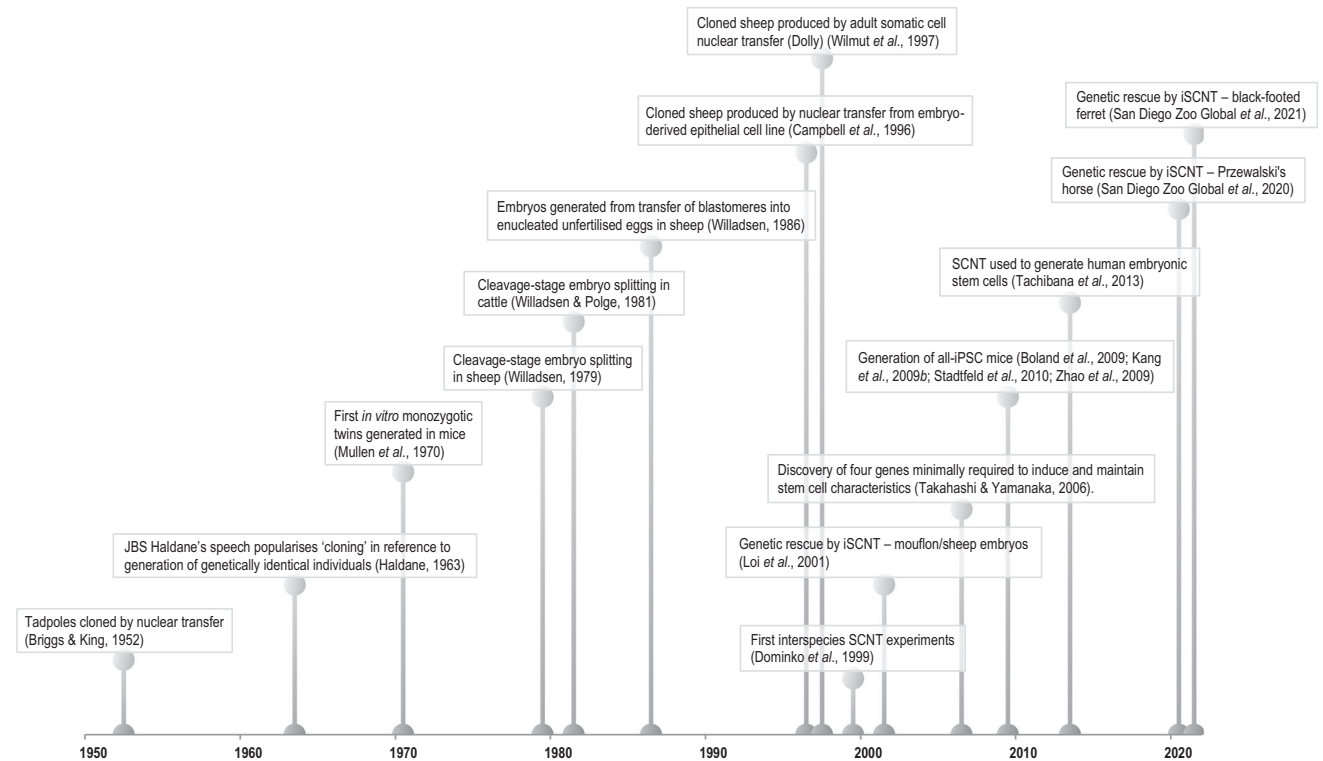 Cloned sheep produced by adult somatic cell
nuclear transfer (Dolly) (Wilmut et al., 1997)
Genetic rescue by iSCNT – black-footed
ferret (San Diego Zoo Global et al., 2021)
Cloned sheep produced by nuclear transfer from embryo-
derived epithelial cell line (Campbell et al., 1996)
Genetic rescue by iSCNT – Przewalski's
horse (San Diego Zoo Global et al., 2020)
Embryos generated from transfer of blastomeres into
enucleated unfertilised eggs in sheep (Willadsen, 1986)
SCNT used to generate human embryonic
stem cells (Tachibana et al., 2013)
Cleavage-stage embryo splitting in
cattle (Willadsen & Polge, 1981)
Generation of all-iPSC mice (Boland et al., 2009; Kang
et al., 2009b; Stadtfeld et al., 2010; Zhao et al., 2009)
Cleavage-stage embryo splitting
in sheep (Willadsen, 1979)
First in vitro monozygotic
twins generated in mice
(Mullen et al., 1970)
Discovery of four genes minimally required to induce and maintain
stem cell characteristics (Takahashi & Yamanaka, 2006).
JBS Haldane's speech popularises ‘cloning’ in reference to
generation of genetically identical individuals (Haldane, 1963)
Genetic rescue by iSCNT – mouflon/sheep embryos
(Loi et al., 2001)
Tadpoles cloned by nuclear transfer
(Briggs & King, 1952)
First interspecies SCNT experiments
(Dominko et al., 1999)
1950 1960 1970 1980 1990 2000 2010 2020